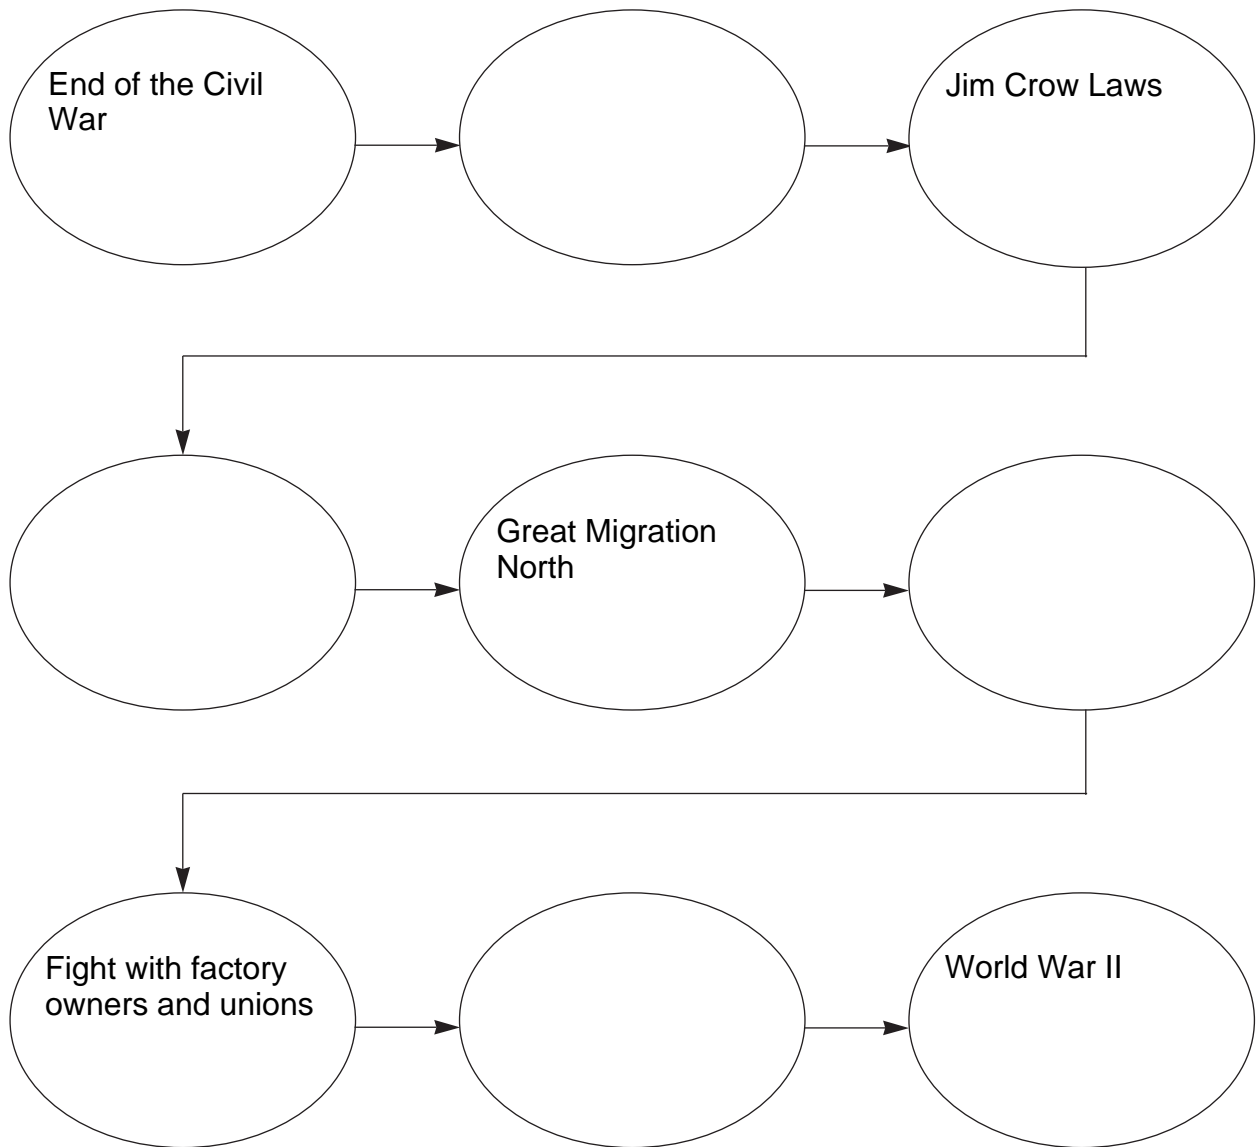 End of the Civil
War
Jim Crow Laws
Great Migration
North
Fight with factory
owners and unions
World War II